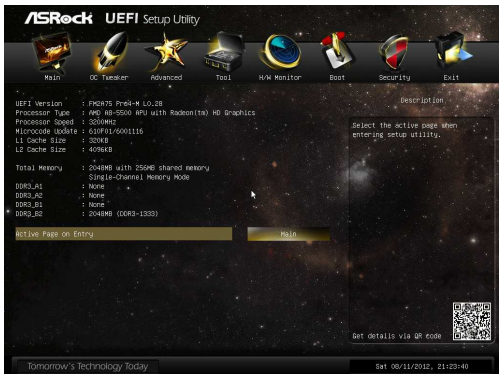 ASRock UEFI Setup Utility
Main OC Tweaker Advanced Tool H/W Monitor Boot Security Exit
UEFI Version : FM2A75 Pro4-M L0.28
Processor Type : AMD A8-5500 APU with Radeon(tm) HD Graphics
Processor Speed : 3200MHz
Microcode Update : 610F01/6001116
L1 Cache Size : 320KB
L2 Cache Size : 4096KB
Total Memory : 2048MB with 256MB shared memory
Single-Channel Memory Mode
DDR3_A1 : None
DDR3_A2 : None
DDR3_B1 : None
DDR3_B2 : 2048MB (DDR3-1333)
Active Page on Entry Main
Description
Select the active page when
entering setup utility.
Get details via QR code
Tomorrow's Technology Today
Sat 08/11/2012, 21:23:40